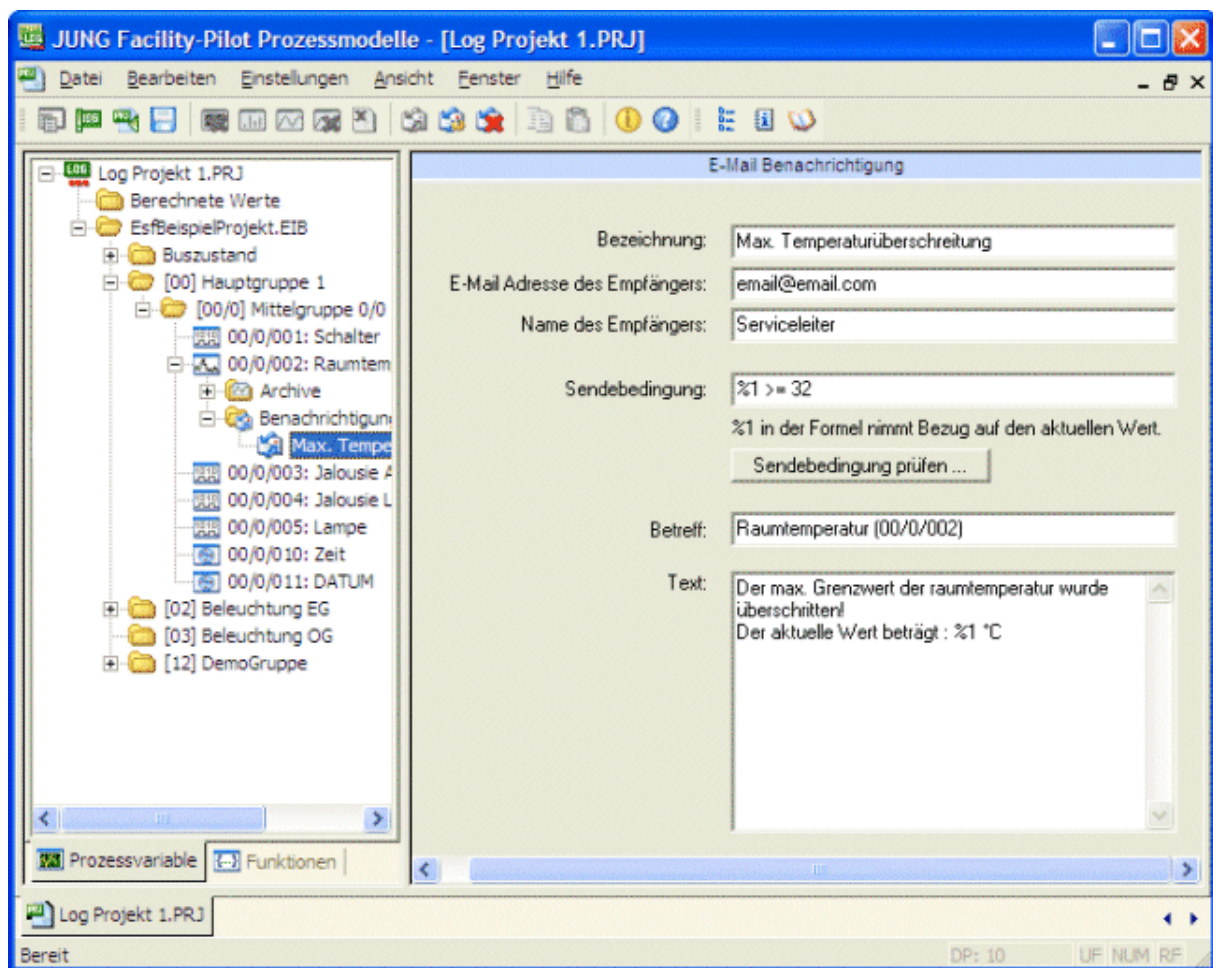 JUNG Facility-Pilot Prozessmodelle - [Log Projekt 1.PRJ]
Datei Bearbeiten Einstellungen Ansicht Fenster Hilfe
Log Projekt 1.PRJ
Berechnete Werte
EsfBeispielProjekt.EIB
Buszustand
[00] Hauptgruppe 1
[00/0] Mittelgruppe 0/0
00/0/001: Schalter
00/0/002: Raumtem
Archive
Benachrichtigun
Max. Tempe
00/0/003: Jalousie A
00/0/004: Jalousie L
00/0/005: Lampe
00/0/010: Zeit
00/0/011: DATUM
[02] Beleuchtung EG
[03] Beleuchtung OG
[12] DemoGruppe
Prozessvariable Funktionen
E-Mail Benachrichtigung
Bezeichnung: Max. Temperaturüberschreitung
E-Mail Adresse des Empfängers: email@email.com
Name des Empfängers: Serviceleiter
Sendebedingung: %1 >= 32
%1 in der Formel nimmt Bezug auf den aktuellen Wert.
Sendebedingung prüfen ...
Betreff: Raumtemperatur (00/0/002)
Text: Der max. Grenzwert der raumtemperatur wurde
überschritten!
Der aktuelle Wert beträgt : %1 °C
Log Projekt 1.PRJ
Bereit DP: 10 UF NUM RF